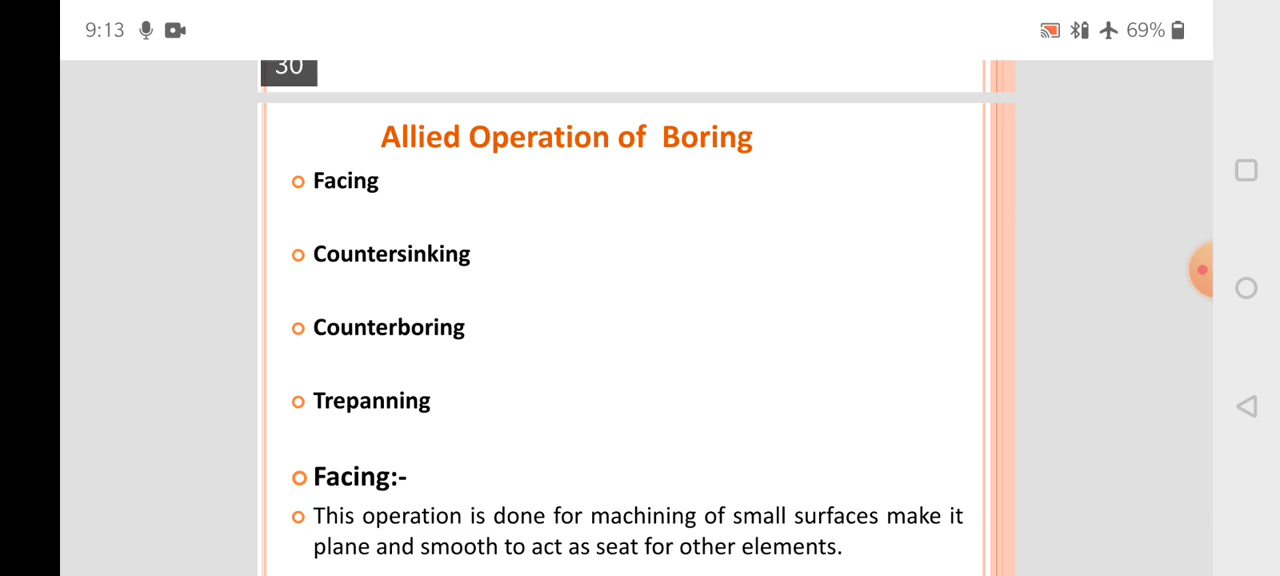 9:13
69%
30
Allied Operation of Boring
Facing
Countersinking
Counterboring
Trepanning
Facing:-
This operation is done for machining of small surfaces make it
plane and smooth to act as seat for other elements.